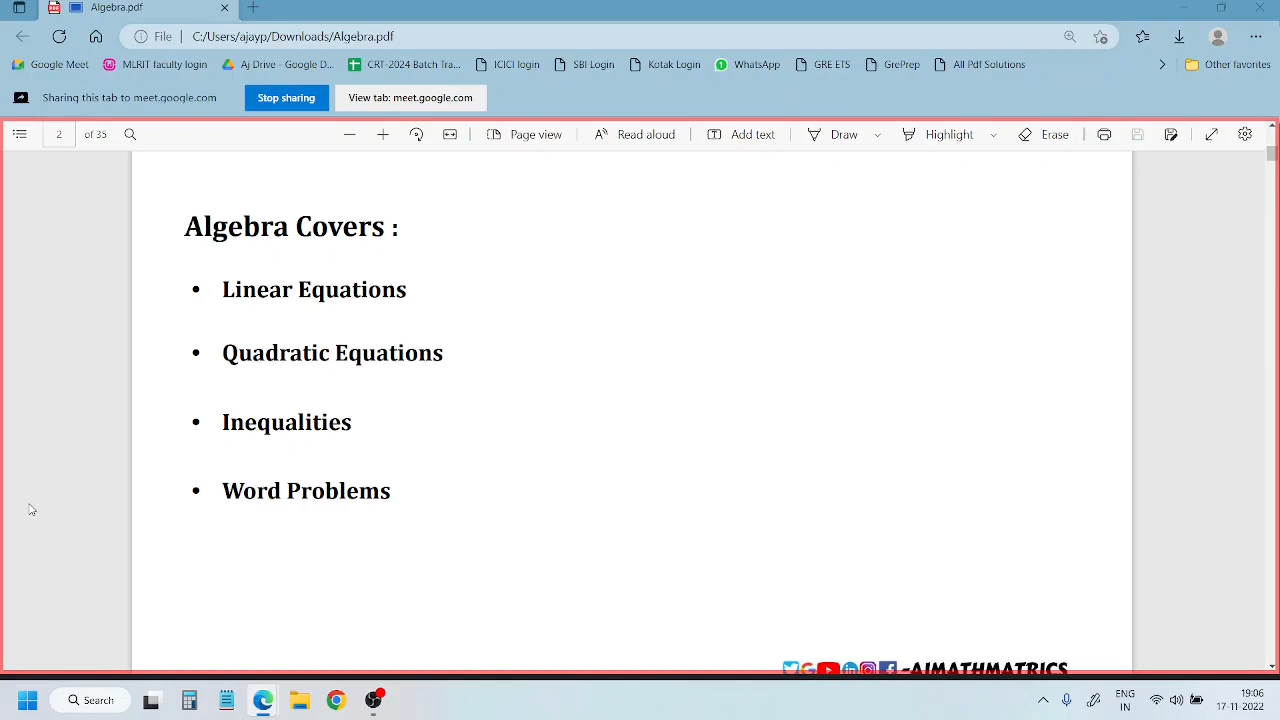 Algebra.pdf
File
C:/Users/ajayp/Downloads/Algebra.pdf
Google Meet
MLRIT faculty login
Aj Drive - Google D...
CRT-2024 Batch Tra...
ICICI login
SBI Login
Kotak Login
WhatsApp
GRE ETS
GrePrep
All Pdf Solutions
Other favorites
Sharing this tab to meet.google.com
Stop sharing
View tab: meet.google.com
2 of 35
Page view
Read aloud
Add text
Draw
Highlight
Erase
Algebra Covers :
• Linear Equations
• Quadratic Equations
• Inequalities
• Word Problems
-AJMATHMATRICS
Search
ENG
IN
19:06
17-11-2022